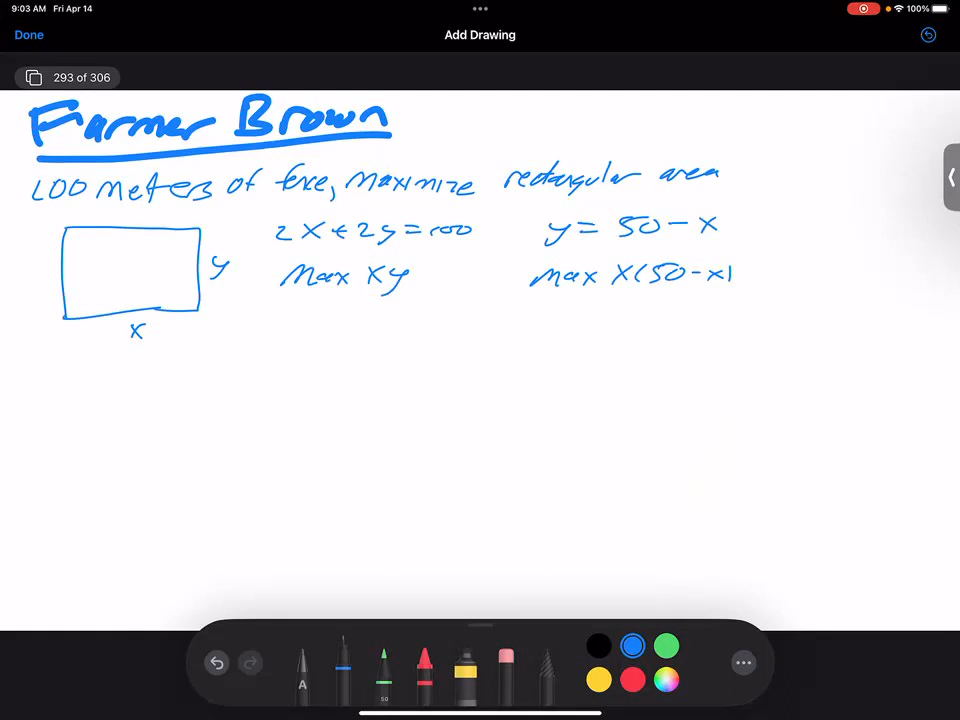 9:03 AM Fri Apr 14
100%
Done
Add Drawing
293 of 306
Farmer Brown
100 meters of fence, maximize rectangular area
2x+2y=100
y = 50-x
y
Max xy
max x(50-x)
x
A
50